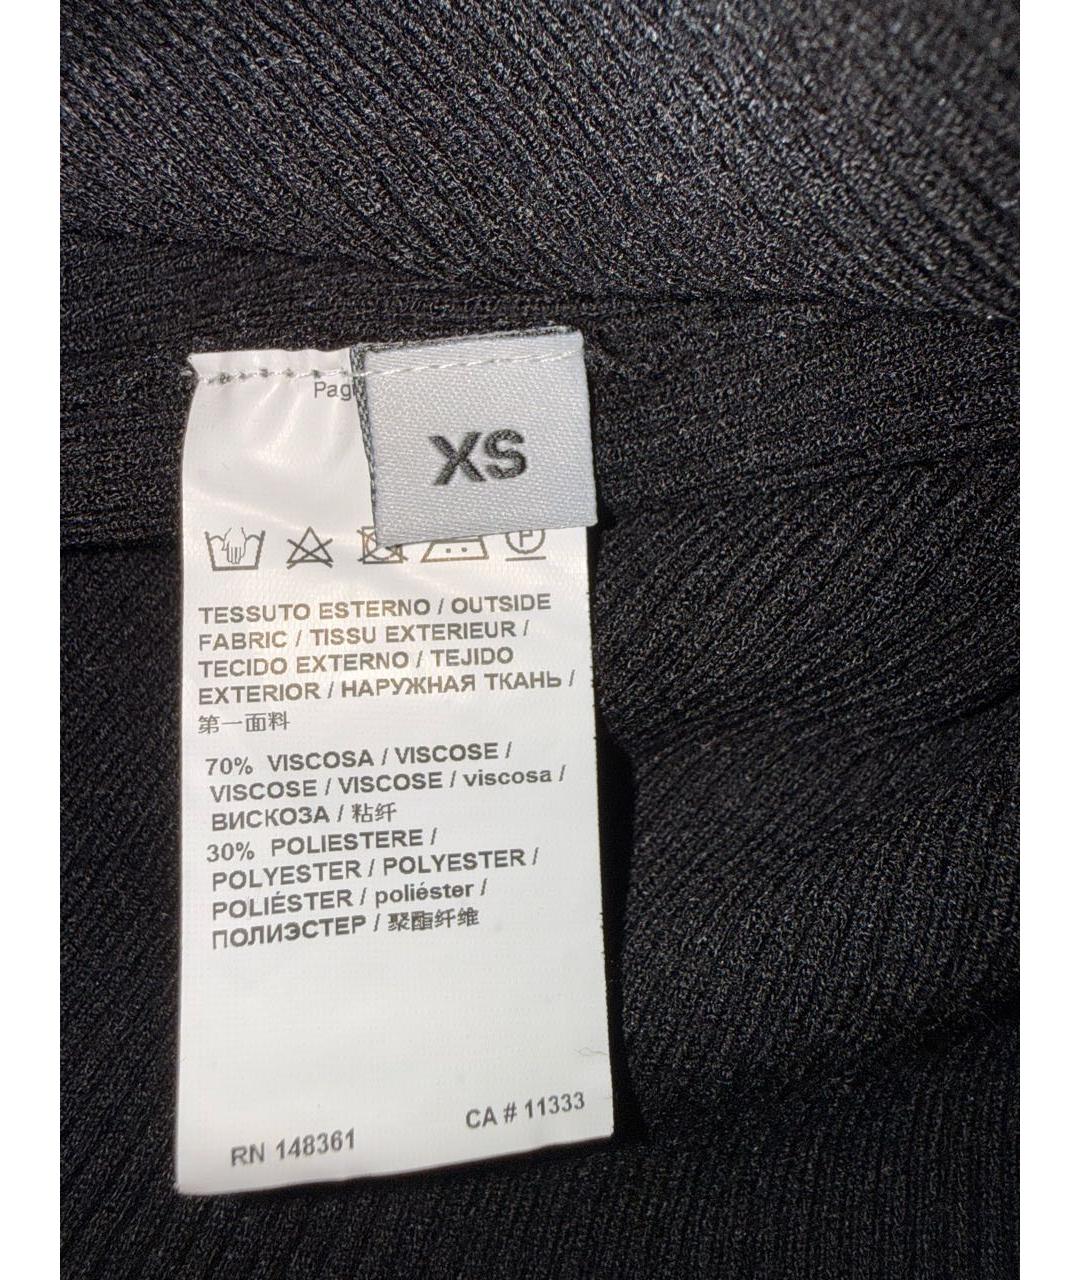 Pag
XS
P
TESSUTO ESTERNO / OUTSIDE
FABRIC / TISSU EXTERIEUR /
TECIDO EXTERNO / TEJIDO
EXTERIOR / НАРУЖНАЯ ТКАНЬ /
第一面料
70% VISCOSA / VISCOSE /
VISCOSE / VISCOSE / viscosa /
ВИСКОЗА / 粘纤
30% POLIESTERE /
POLYESTER / POLYESTER /
POLIÉSTER / poliéster /
ПОЛИЭСТЕР / 聚酯纤维
CA # 11333
RN 148361